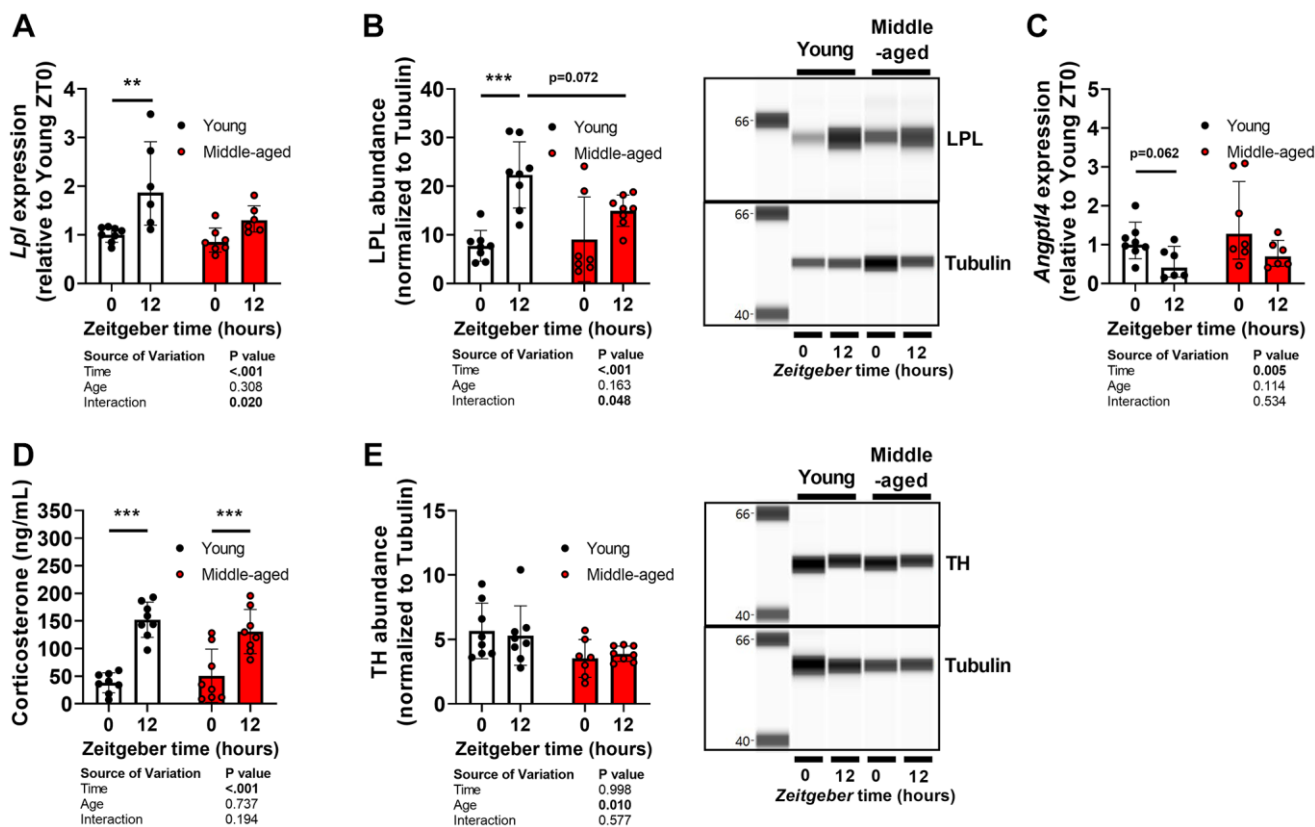 A
Lpl expression
(relative to Young ZT0)
4
3
2
1
0
**
Young
Middle-aged
0 12 0 12
Zeitgeber time (hours)
Source of Variation P value
Time <.001
Age 0.308
Interaction 0.020
B
LPL abundance
(normalized to Tubulin)
40
30
20
10
0
***
p=0.072
Young
Middle-aged
0 12 0 12
Zeitgeber time (hours)
Source of Variation P value
Time <.001
Age 0.163
Interaction 0.048
Young
Middle
-aged
66-
LPL
66-
Tubulin
40-
0 12 0 12
Zeitgeber time (hours)
C
Angptl4 expression
(relative to Young ZT0)
4
3
2
1
0
Young
Middle-aged
p=0.062
0 12 0 12
Zeitgeber time (hours)
Source of Variation P value
Time 0.005
Age 0.114
Interaction 0.534
D
Corticosterone (ng/mL)
350
300
250
200
150
100
50
0
*** ***
Young
Middle-aged
0 12 0 12
Zeitgeber time (hours)
Source of Variation P value
Time <.001
Age 0.737
Interaction 0.194
E
TH abundance
(normalized to Tubulin)
15
10
5
0
Young
Middle-aged
0 12 0 12
Zeitgeber time (hours)
Source of Variation P value
Time 0.998
Age 0.010
Interaction 0.577
Young
Middle
-aged
66-
TH
40-
66-
Tubulin
40-
0 12 0 12
Zeitgeber time (hours)